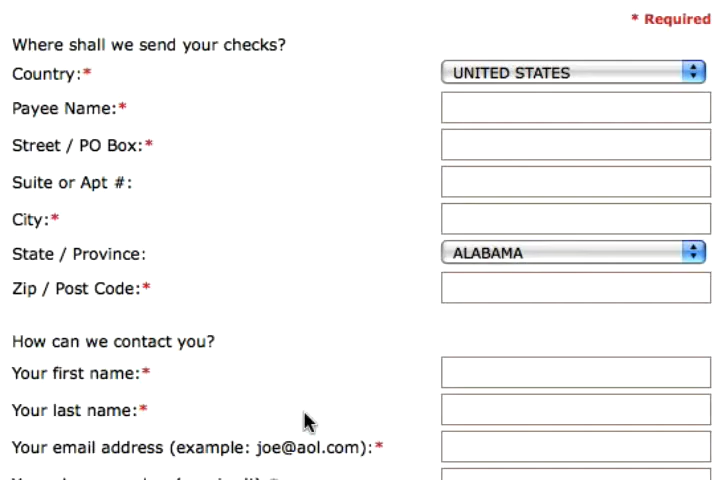 * Required
Where shall we send your checks?
Country:* UNITED STATES
Payee Name:*
Street / PO Box:*
Suite or Apt #:
City:*
State / Province: ALABAMA
Zip / Post Code:*
How can we contact you?
Your first name:*
Your last name:*
Your email address (example: joe@aol.com):*